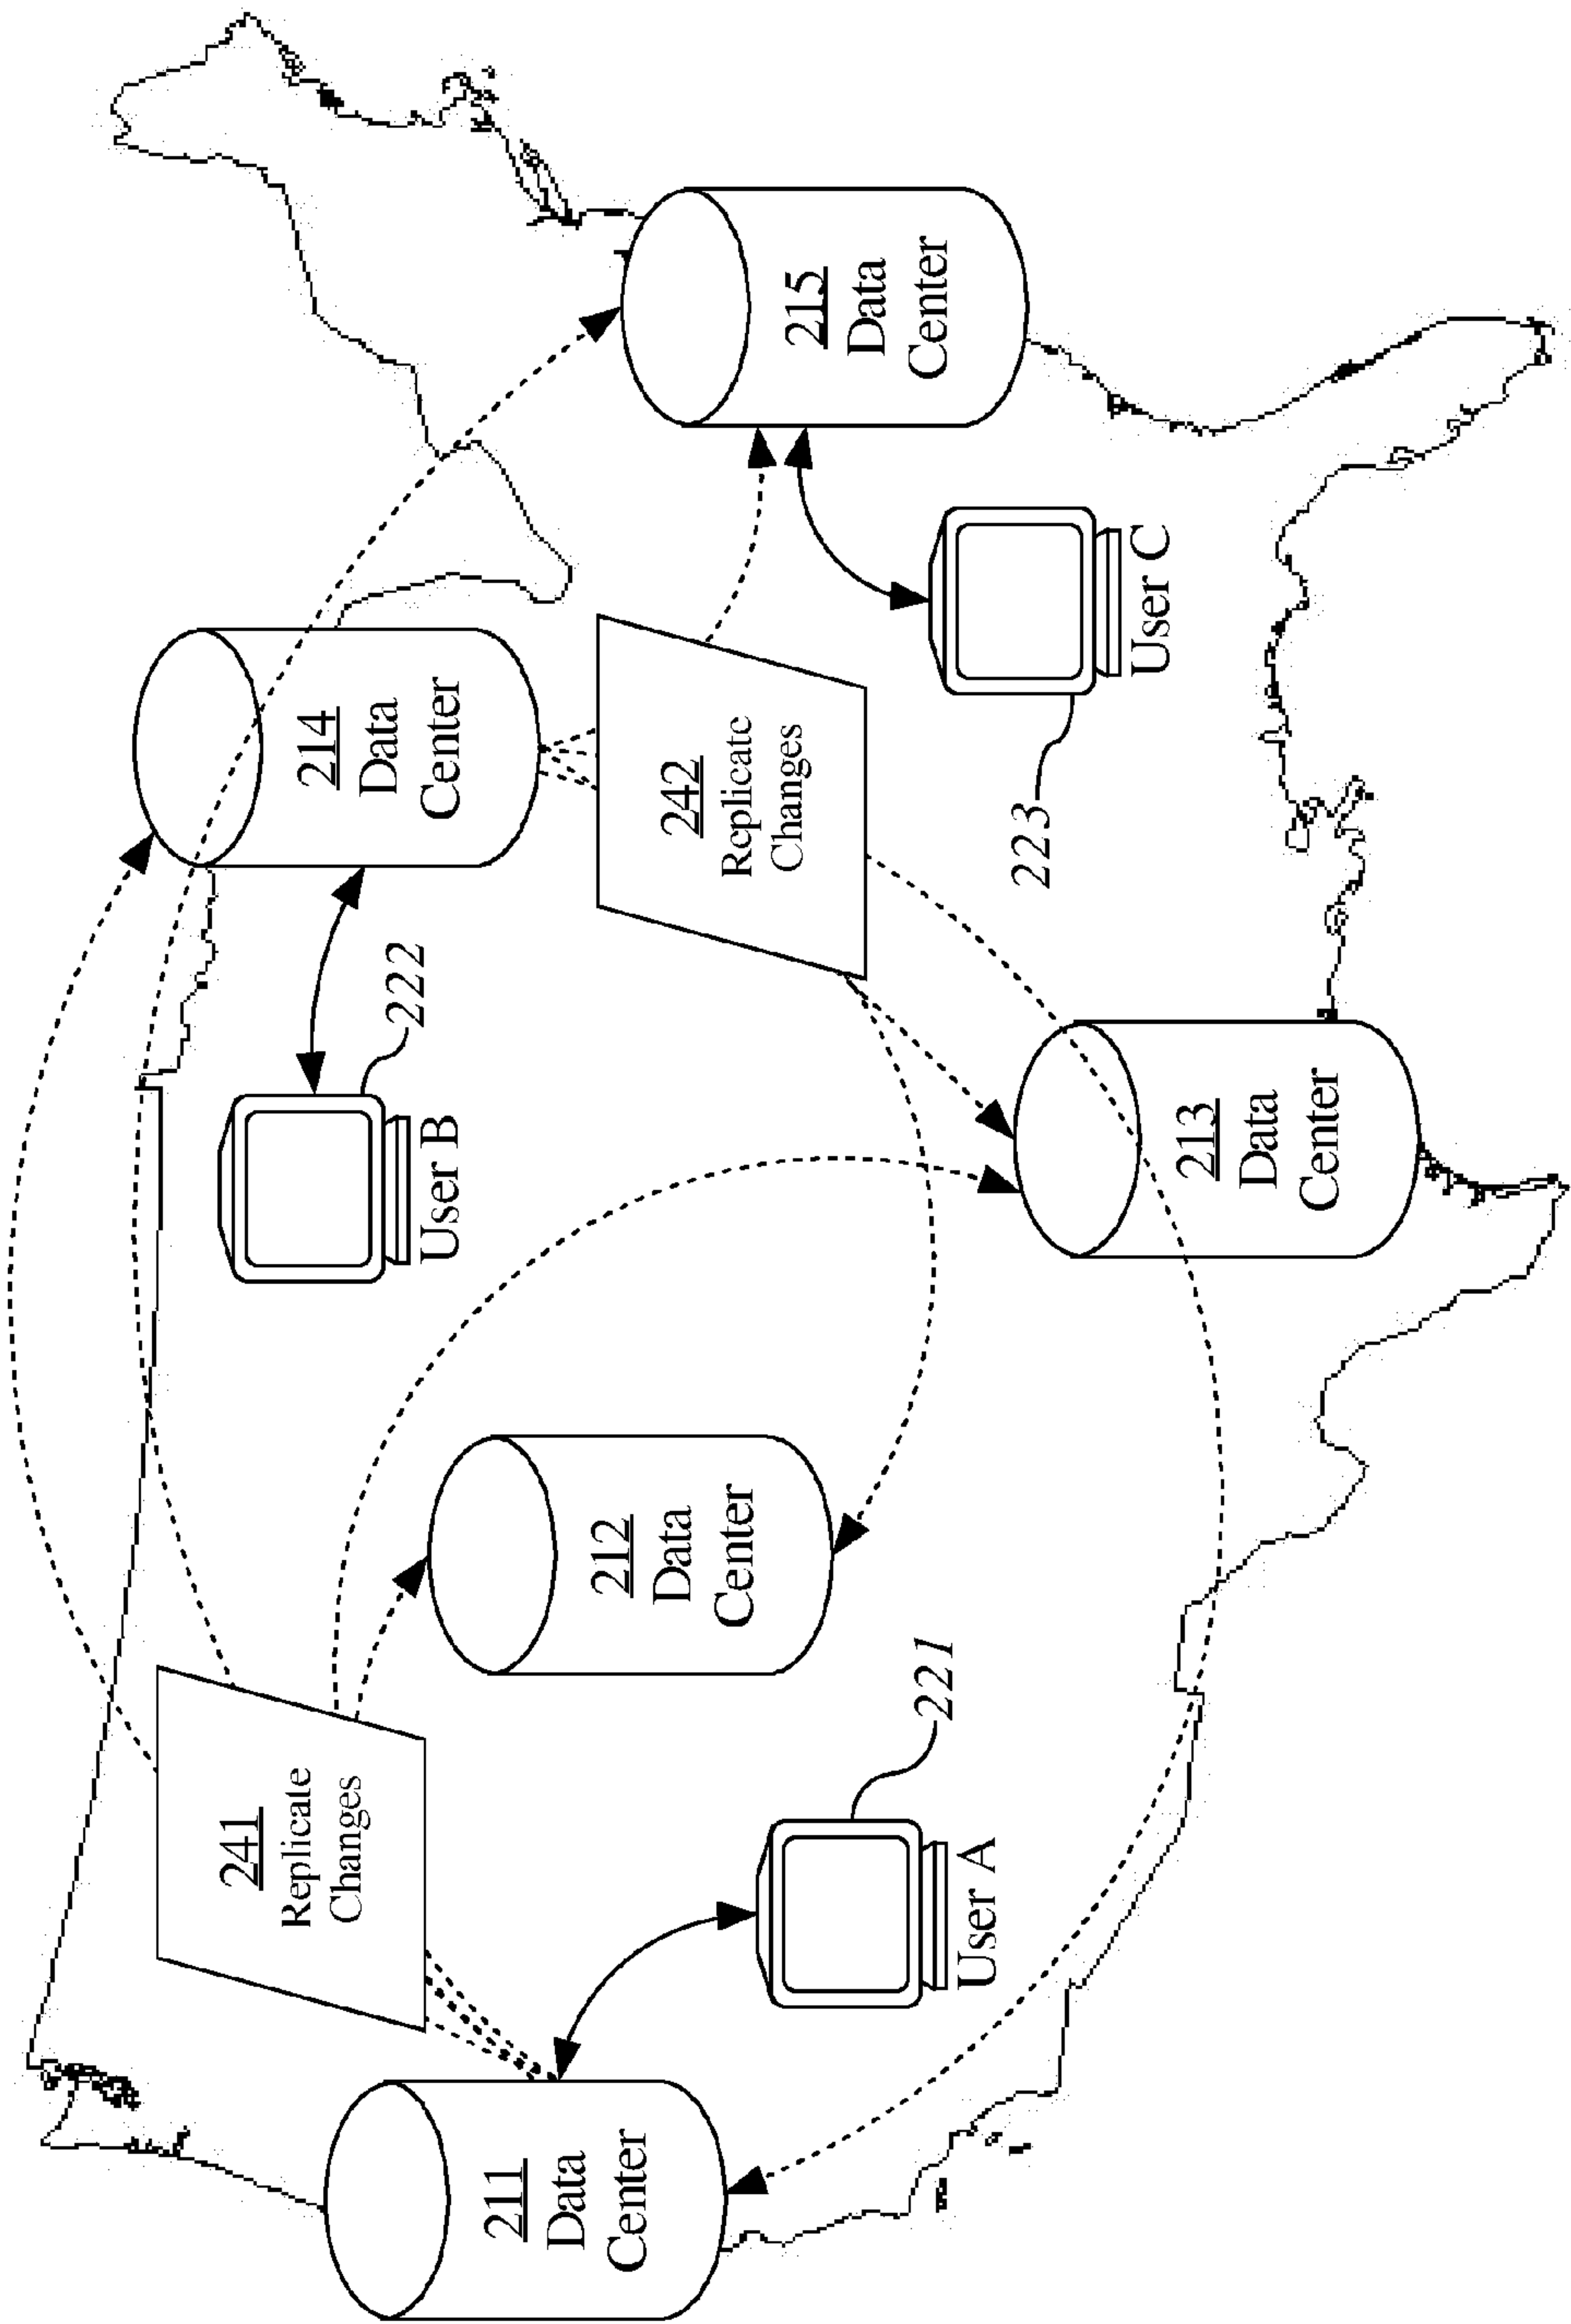 241
Replicate
Changes
211
Data
Center
221
User A
212
Data
Center
222
User B
214
Data
Center
242
Replicate
Changes
213
Data
Center
223
User C
215
Data
Center